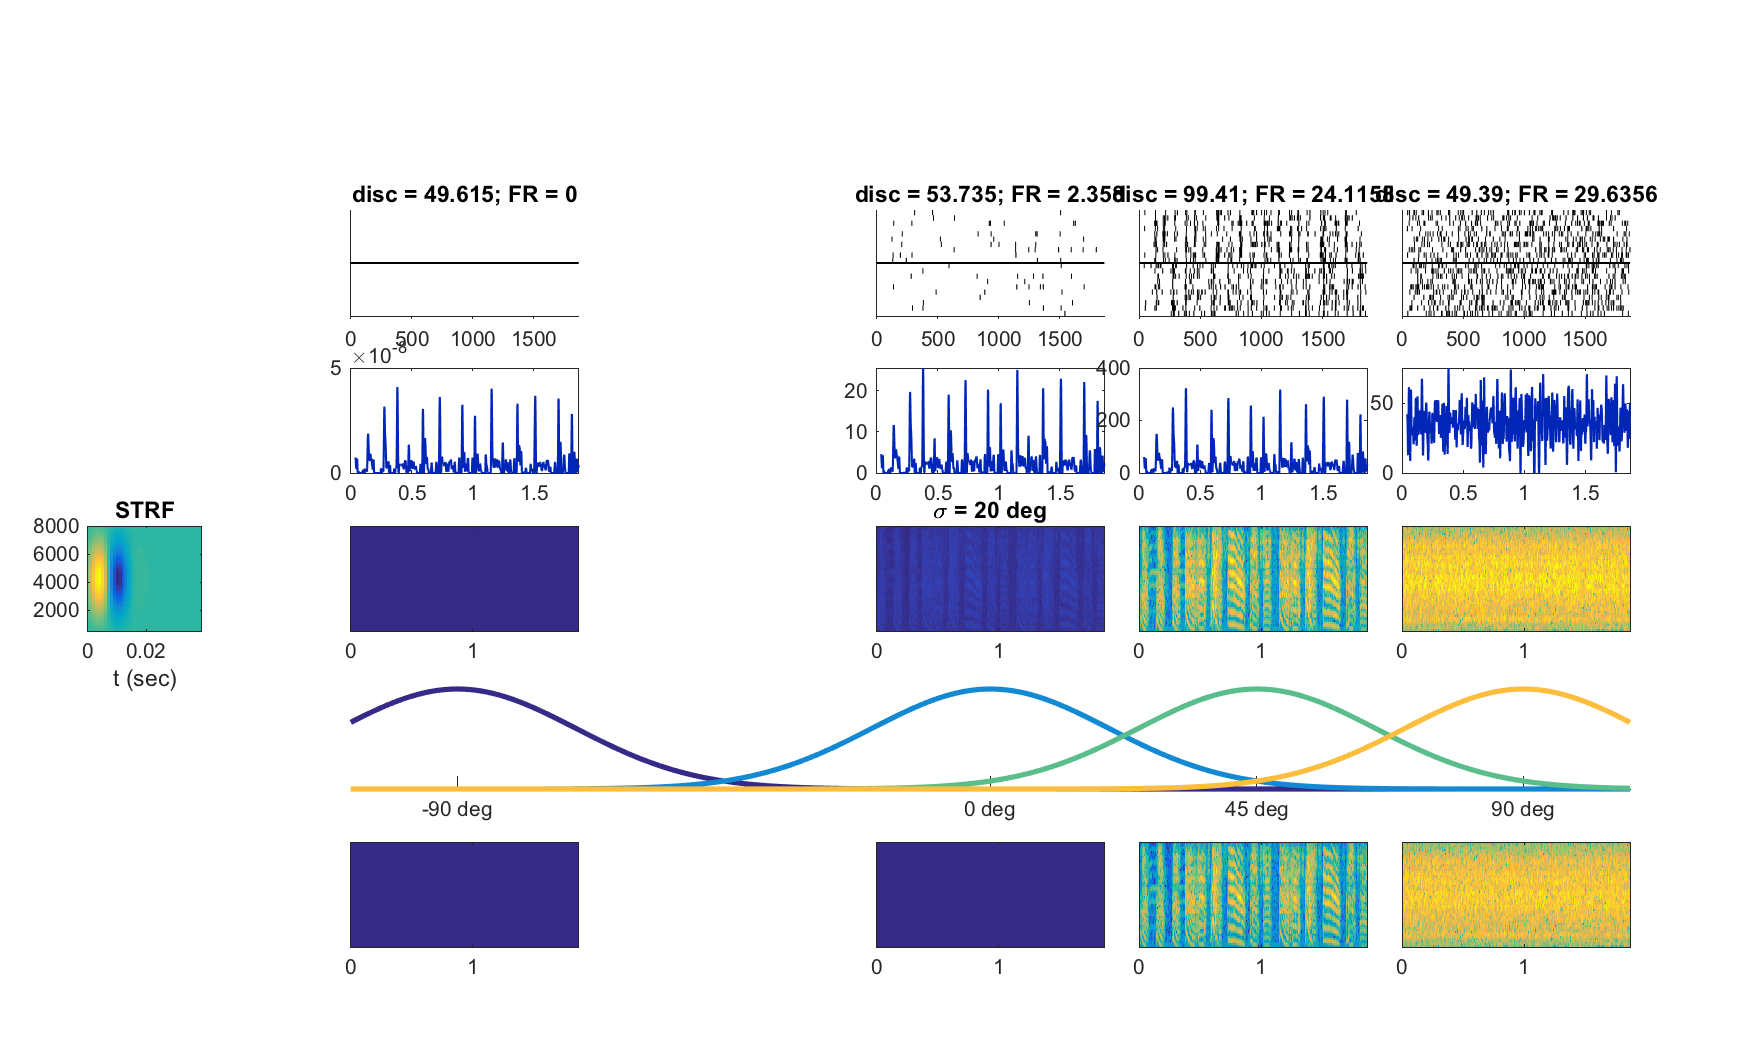 disc = 49.615; FR = 0
disc = 53.735; FR = 2.358
disc = 99.41; FR = 24.1158
disc = 49.39; FR = 29.6356
0 500 1000 1500
0 500 1000 1500
0 500 1000 1500
0 500 1000 1500
×10-8
5
0
0 0.5 1 1.5
20
10
0
0 0.5 1 1.5
400
200
0
0 0.5 1 1.5
50
0
0 0.5 1 1.5
STRF
8000
6000
4000
2000
0 0.02
t (sec)
σ = 20 deg
0 1
0 1
0 1
0 1
-90 deg
0 deg
45 deg
90 deg
0 1
0 1
0 1
0 1